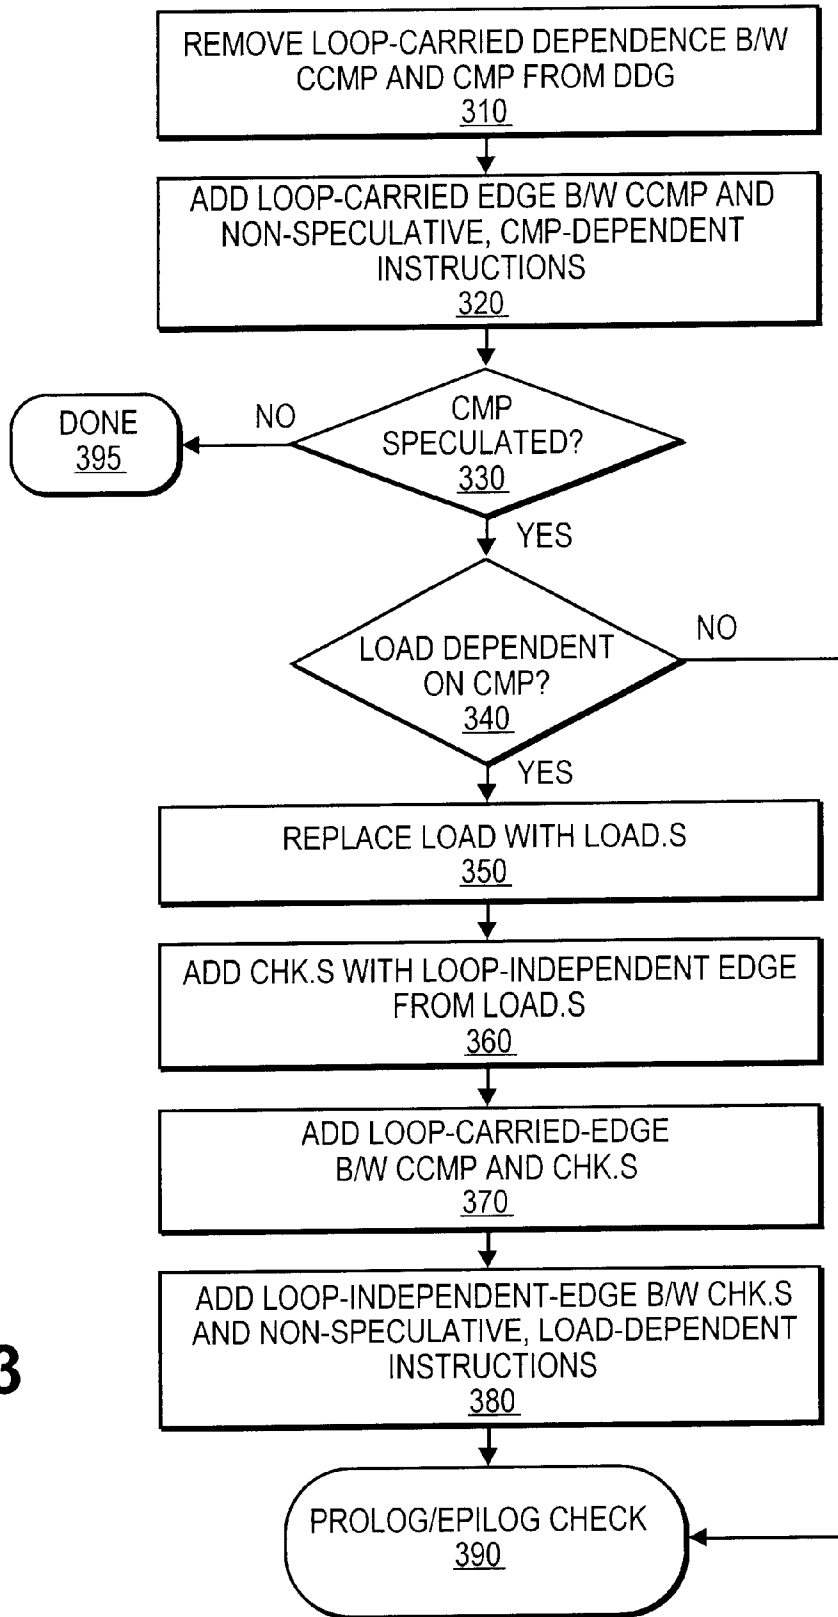 REMOVE LOOP-CARRIED DEPENDENCE B/W
CCMP AND CMP FROM DDG
310
ADD LOOP-CARRIED EDGE B/W CCMP AND
NON-SPECULATIVE, CMP-DEPENDENT
INSTRUCTIONS
320
CMP
SPECULATED?
330
NO
DONE
395
YES
LOAD DEPENDENT
ON CMP?
340
NO
YES
REPLACE LOAD WITH LOAD.S
350
ADD CHK.S WITH LOOP-INDEPENDENT EDGE
FROM LOAD.S
360
ADD LOOP-CARRIED-EDGE
B/W CCMP AND CHK.S
370
ADD LOOP-INDEPENDENT-EDGE B/W CHK.S
AND NON-SPECULATIVE, LOAD-DEPENDENT
INSTRUCTIONS
380
3
PROLOG/EPILOG CHECK
390